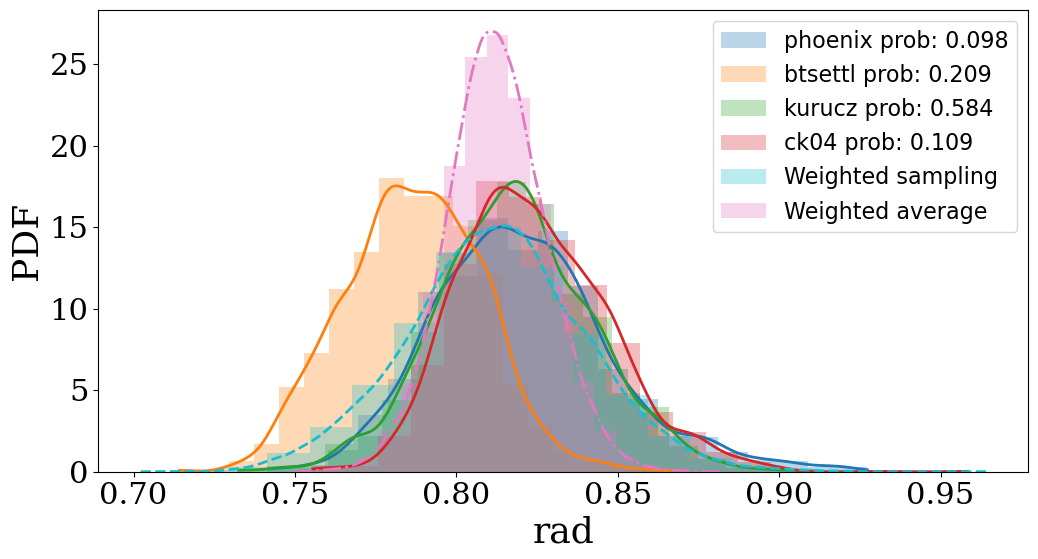 phoenix prob: 0.098
btsettl prob: 0.209
kurucz prob: 0.584
ck04 prob: 0.109
Weighted sampling
Weighted average
PDF
25
20
15
10
5
0
0.70 0.75 0.80 0.85 0.90 0.95
rad